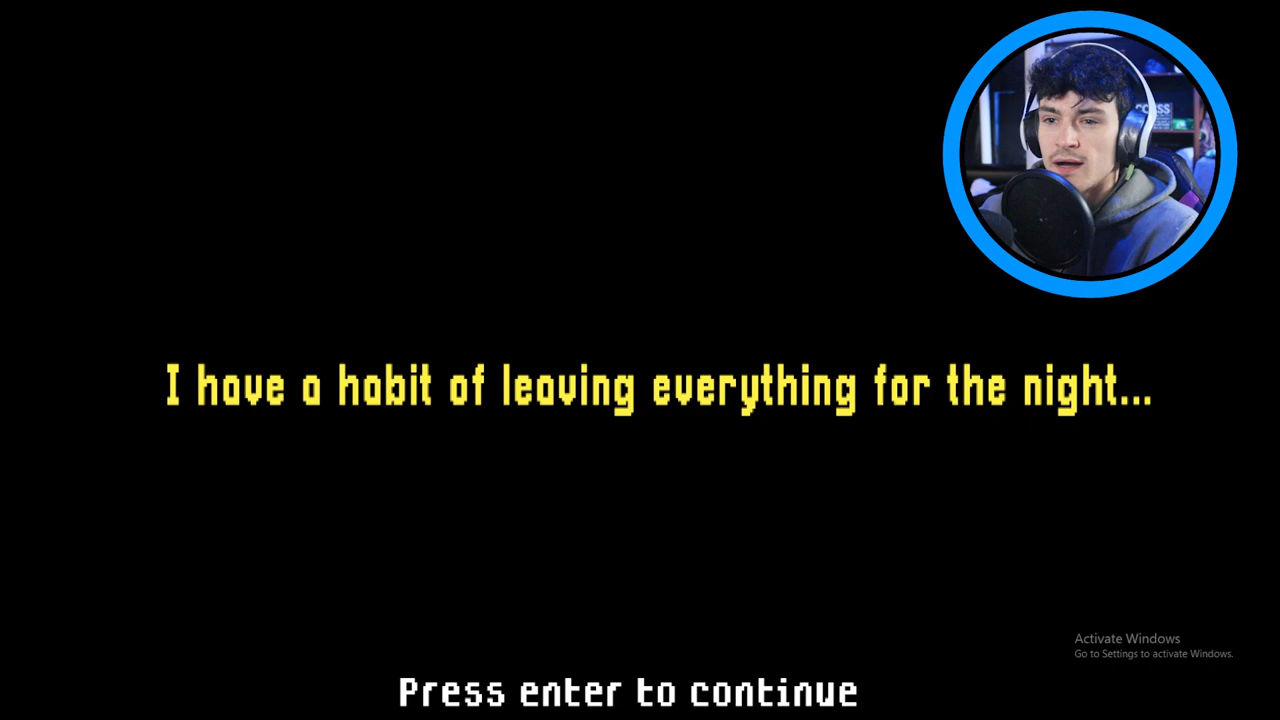 I have a habit of leaving everything for the night...
Activate Windows
Go to Settings to activate Windows.
Press enter to continue